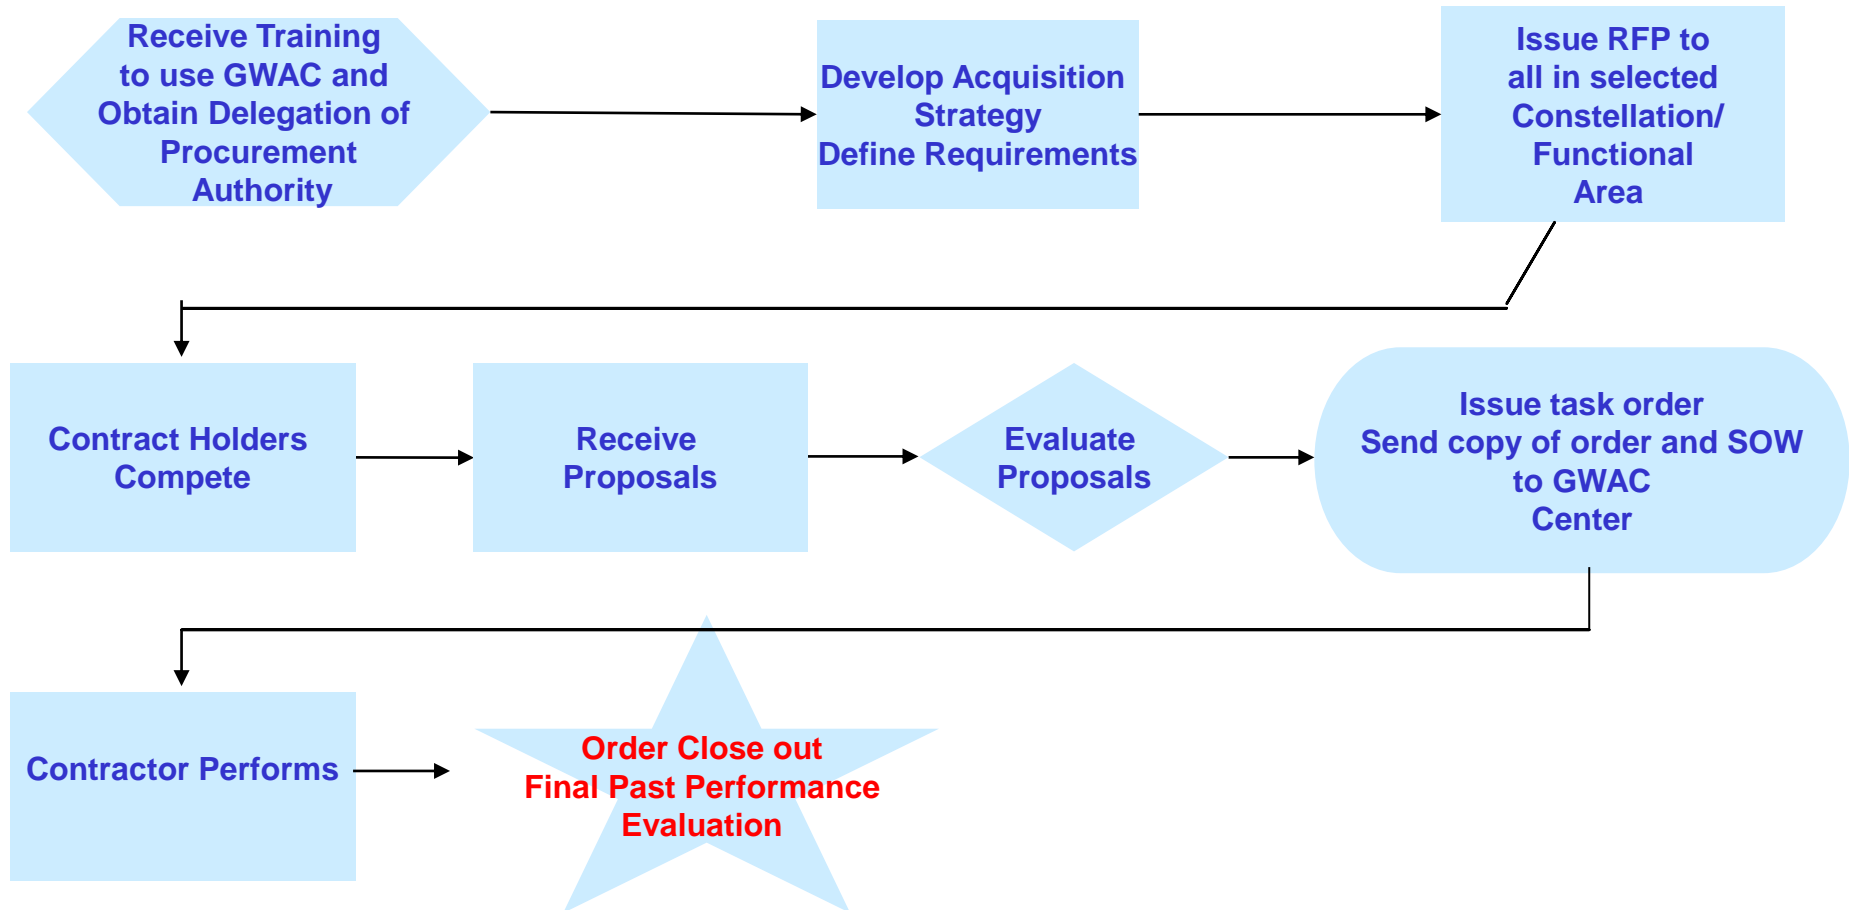 Receive Training
to use GWAC and
Obtain Delegation of
Procurement
Authority
Develop Acquisition
Strategy
Define Requirements
Issue RFP to
all in selected
Constellation/
Functional
Area
Contract Holders
Compete
Receive
Proposals
Evaluate
Proposals
Issue task order
Send copy of order and SOW
to GWAC
Center
Contractor Performs
Order Close out
Final Past Performance
Evaluation